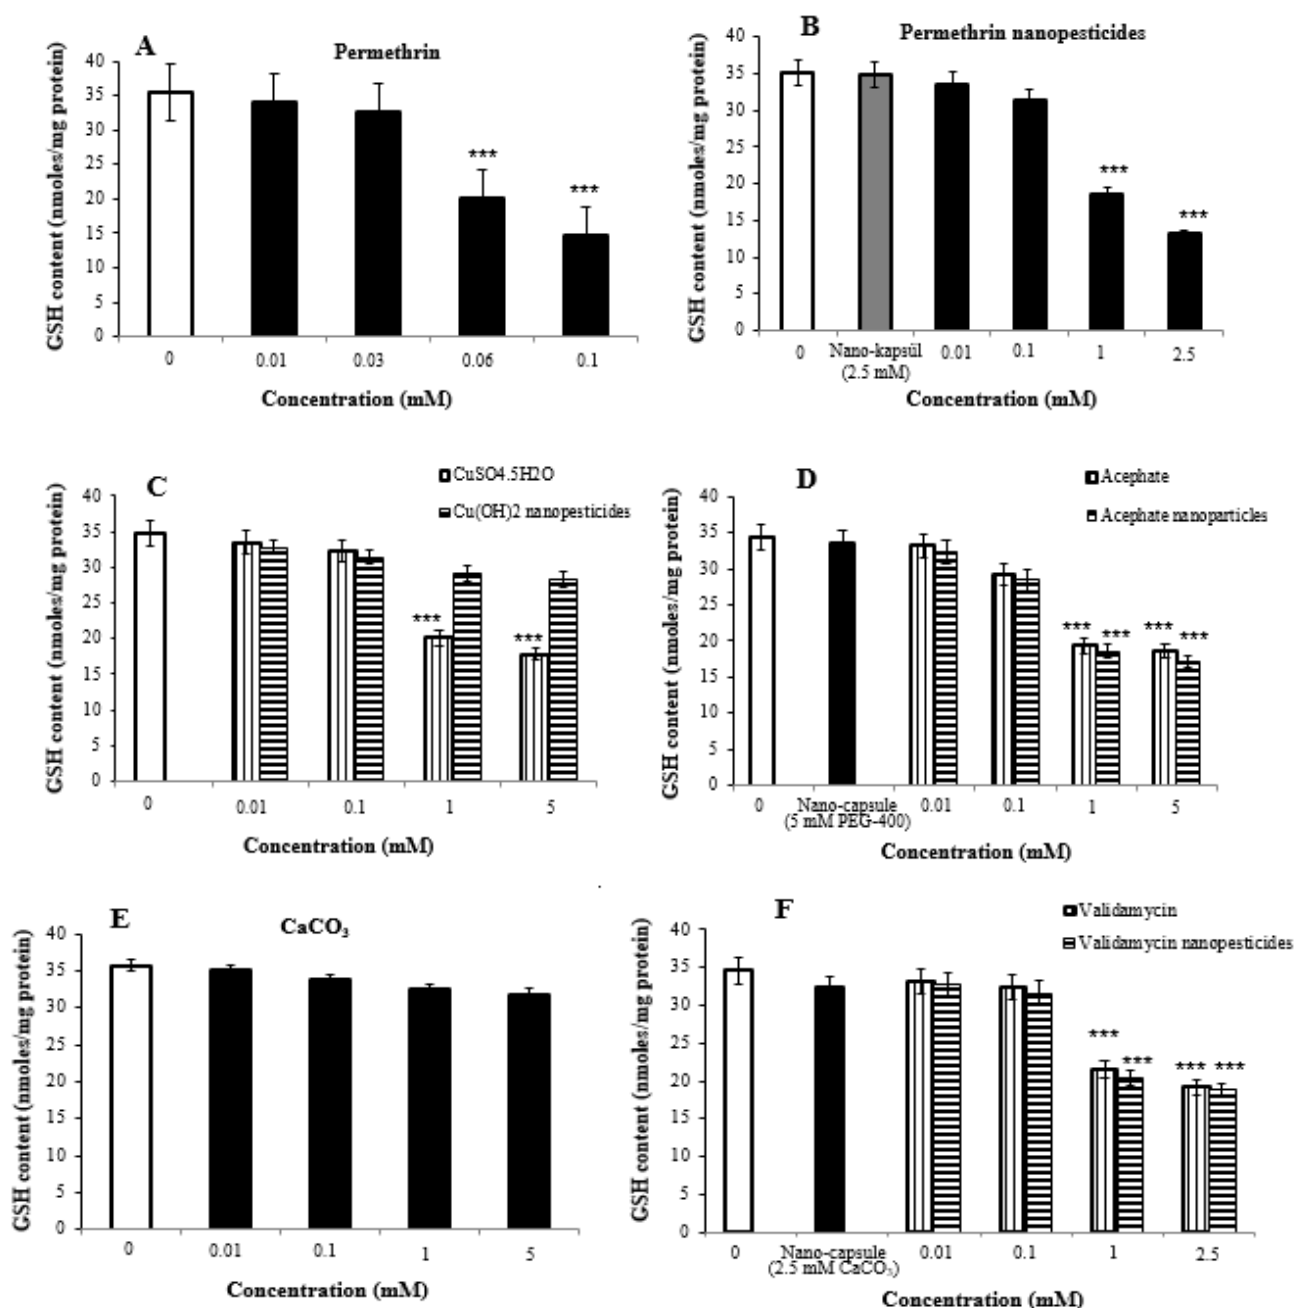 A
Permethrin
GSH content (nmoles/mg protein)
40
35
30
25
20
15
10
5
0
***
***
0 0.01 0.03 0.06 0.1
Concentration (mM)
B
Permethrin nanopesticides
GSH content (nmoles/mg protein)
40
35
30
25
20
15
10
5
0
***
***
0 Nano-kapsül 0.01 0.1 1 2.5
(2.5 mM)
Concentration (mM)
C
CuSO4.5H2O
Cu(OH)2 nanopesticides
GSH content (nmoles/mg protein)
40
35
30
25
20
15
10
5
0
***
***
0 0.01 0.1 1 5
Concentration (mM)
D
Acephate
Acephate nanoparticles
GSH content (nmoles/mg protein)
40
35
30
25
20
15
10
5
0
*** *** *** ***
0 Nano-capsule 0.01 0.1 1 5
(5 mM PEG-400)
Concentration (mM)
E
CaCO₃
GSH content (nmoles/mg protein)
40
35
30
25
20
15
10
5
0
0 0.01 0.1 1 5
Concentration (mM)
F
Validamycin
Validamycin nanopesticides
GSH content (nmoles/mg protein)
40
35
30
25
20
15
10
5
0
***
*** *** ***
0 Nano-capsule 0.01 0.1 1 2.5
(2.5 mM CaCO₃)
Concentration (mM)